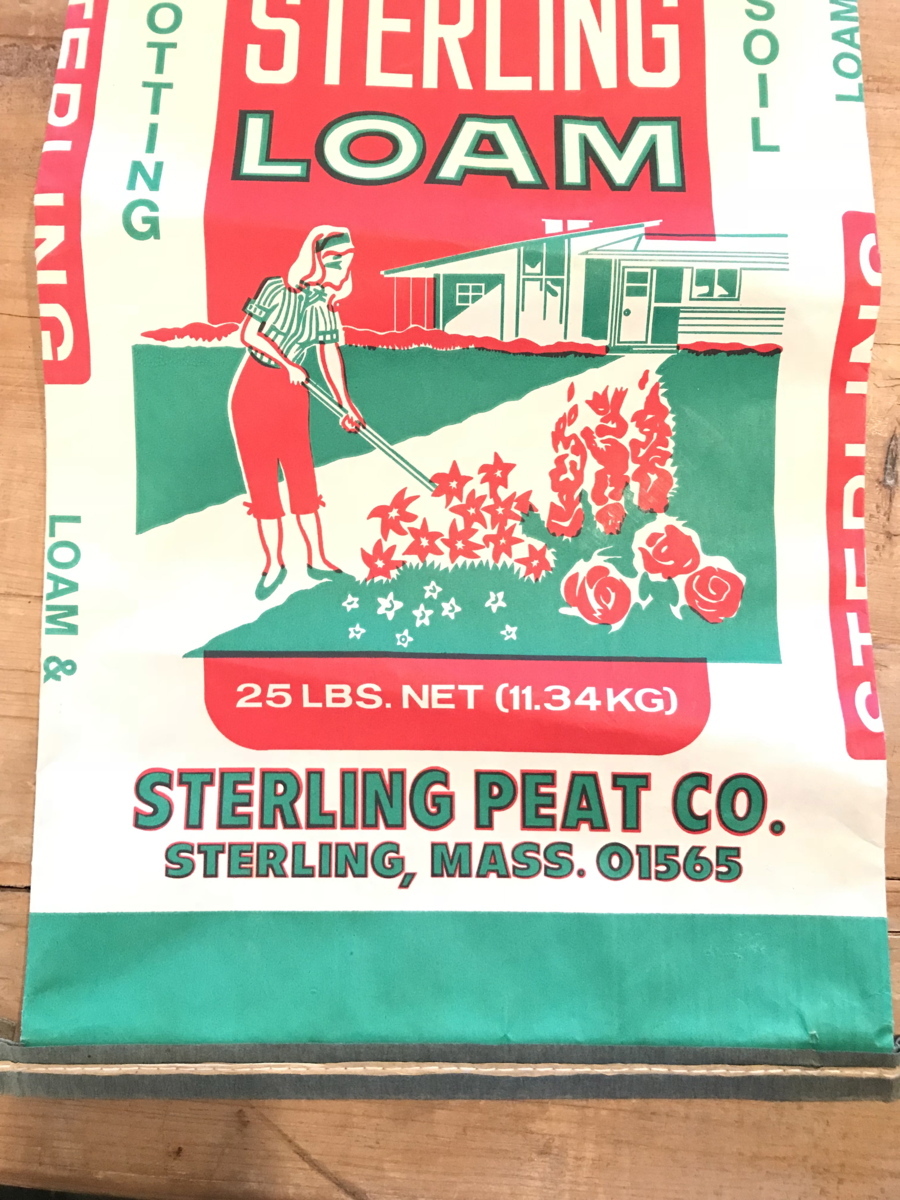 STERLING
LOAM
OTTING
SOIL
25 LBS. NET (11.34KG)
STERLING PEAT CO.
STERLING, MASS. 01565
STERLING
LOAM &
LOAM
STERLING